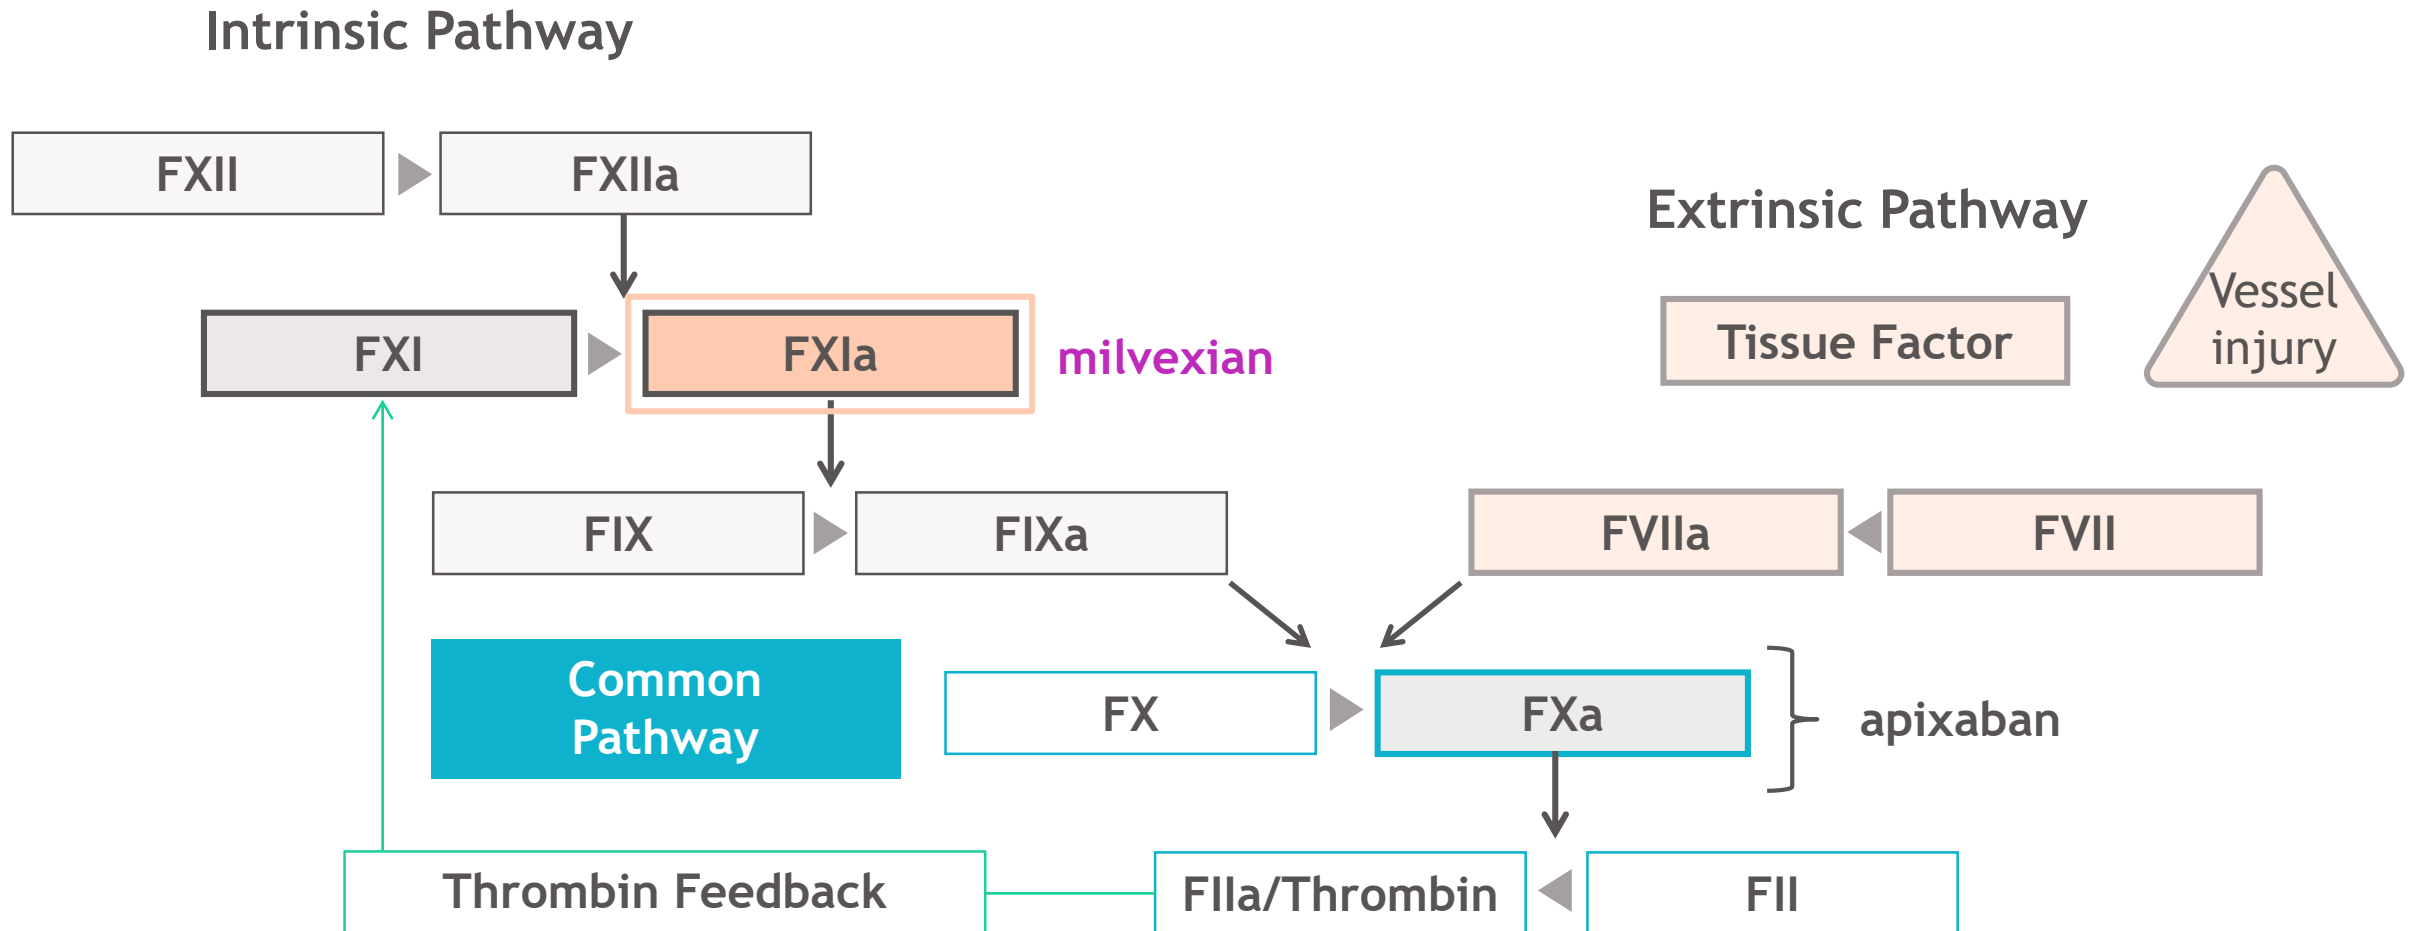 Intrinsic Pathway
FXII
FXIIa
Extrinsic Pathway
Vessel
injury
Tissue Factor
FXI
FXIa
milvexian
FIX
FIXa
FVIIa
FVII
Common
Pathway
FX
FXa
apixaban
Thrombin Feedback
FIIa/Thrombin
FII